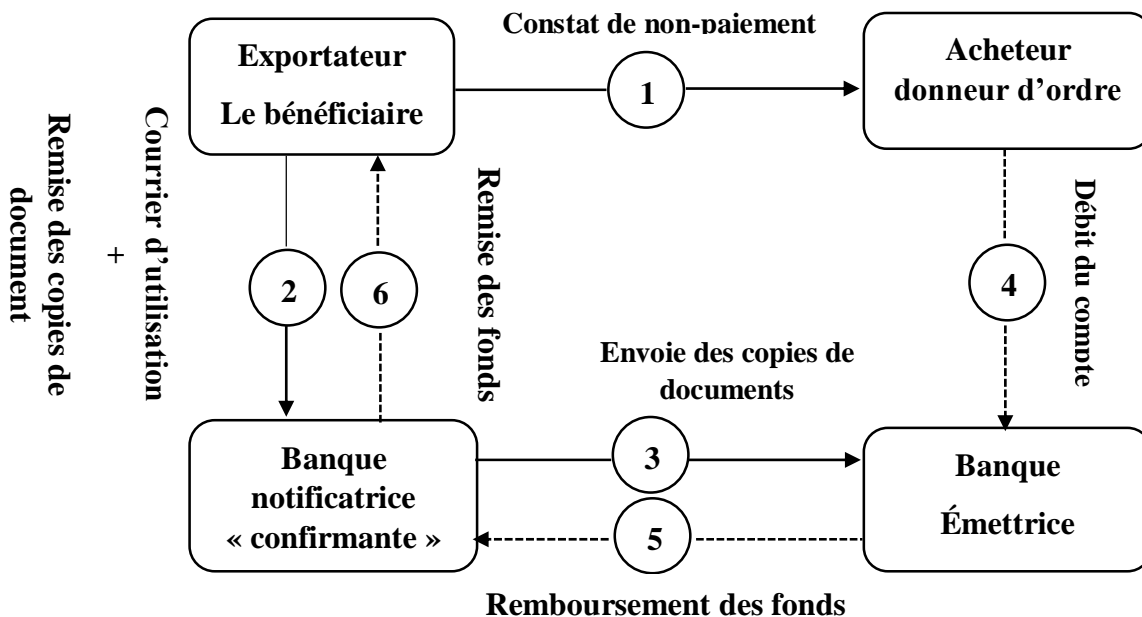 Constat de non-paiement
Exportateur
Le bénéficiaire
1
Acheteur
donneur d’ordre
Remise des copies de
document
+
Courrier d’utilisation
2
6
Remise des fonds
4
Débit du compte
Envoie des copies de
documents
Banque
notificatrice
« confirmante »
3
5
Banque
Émettrice
Remboursement des fonds